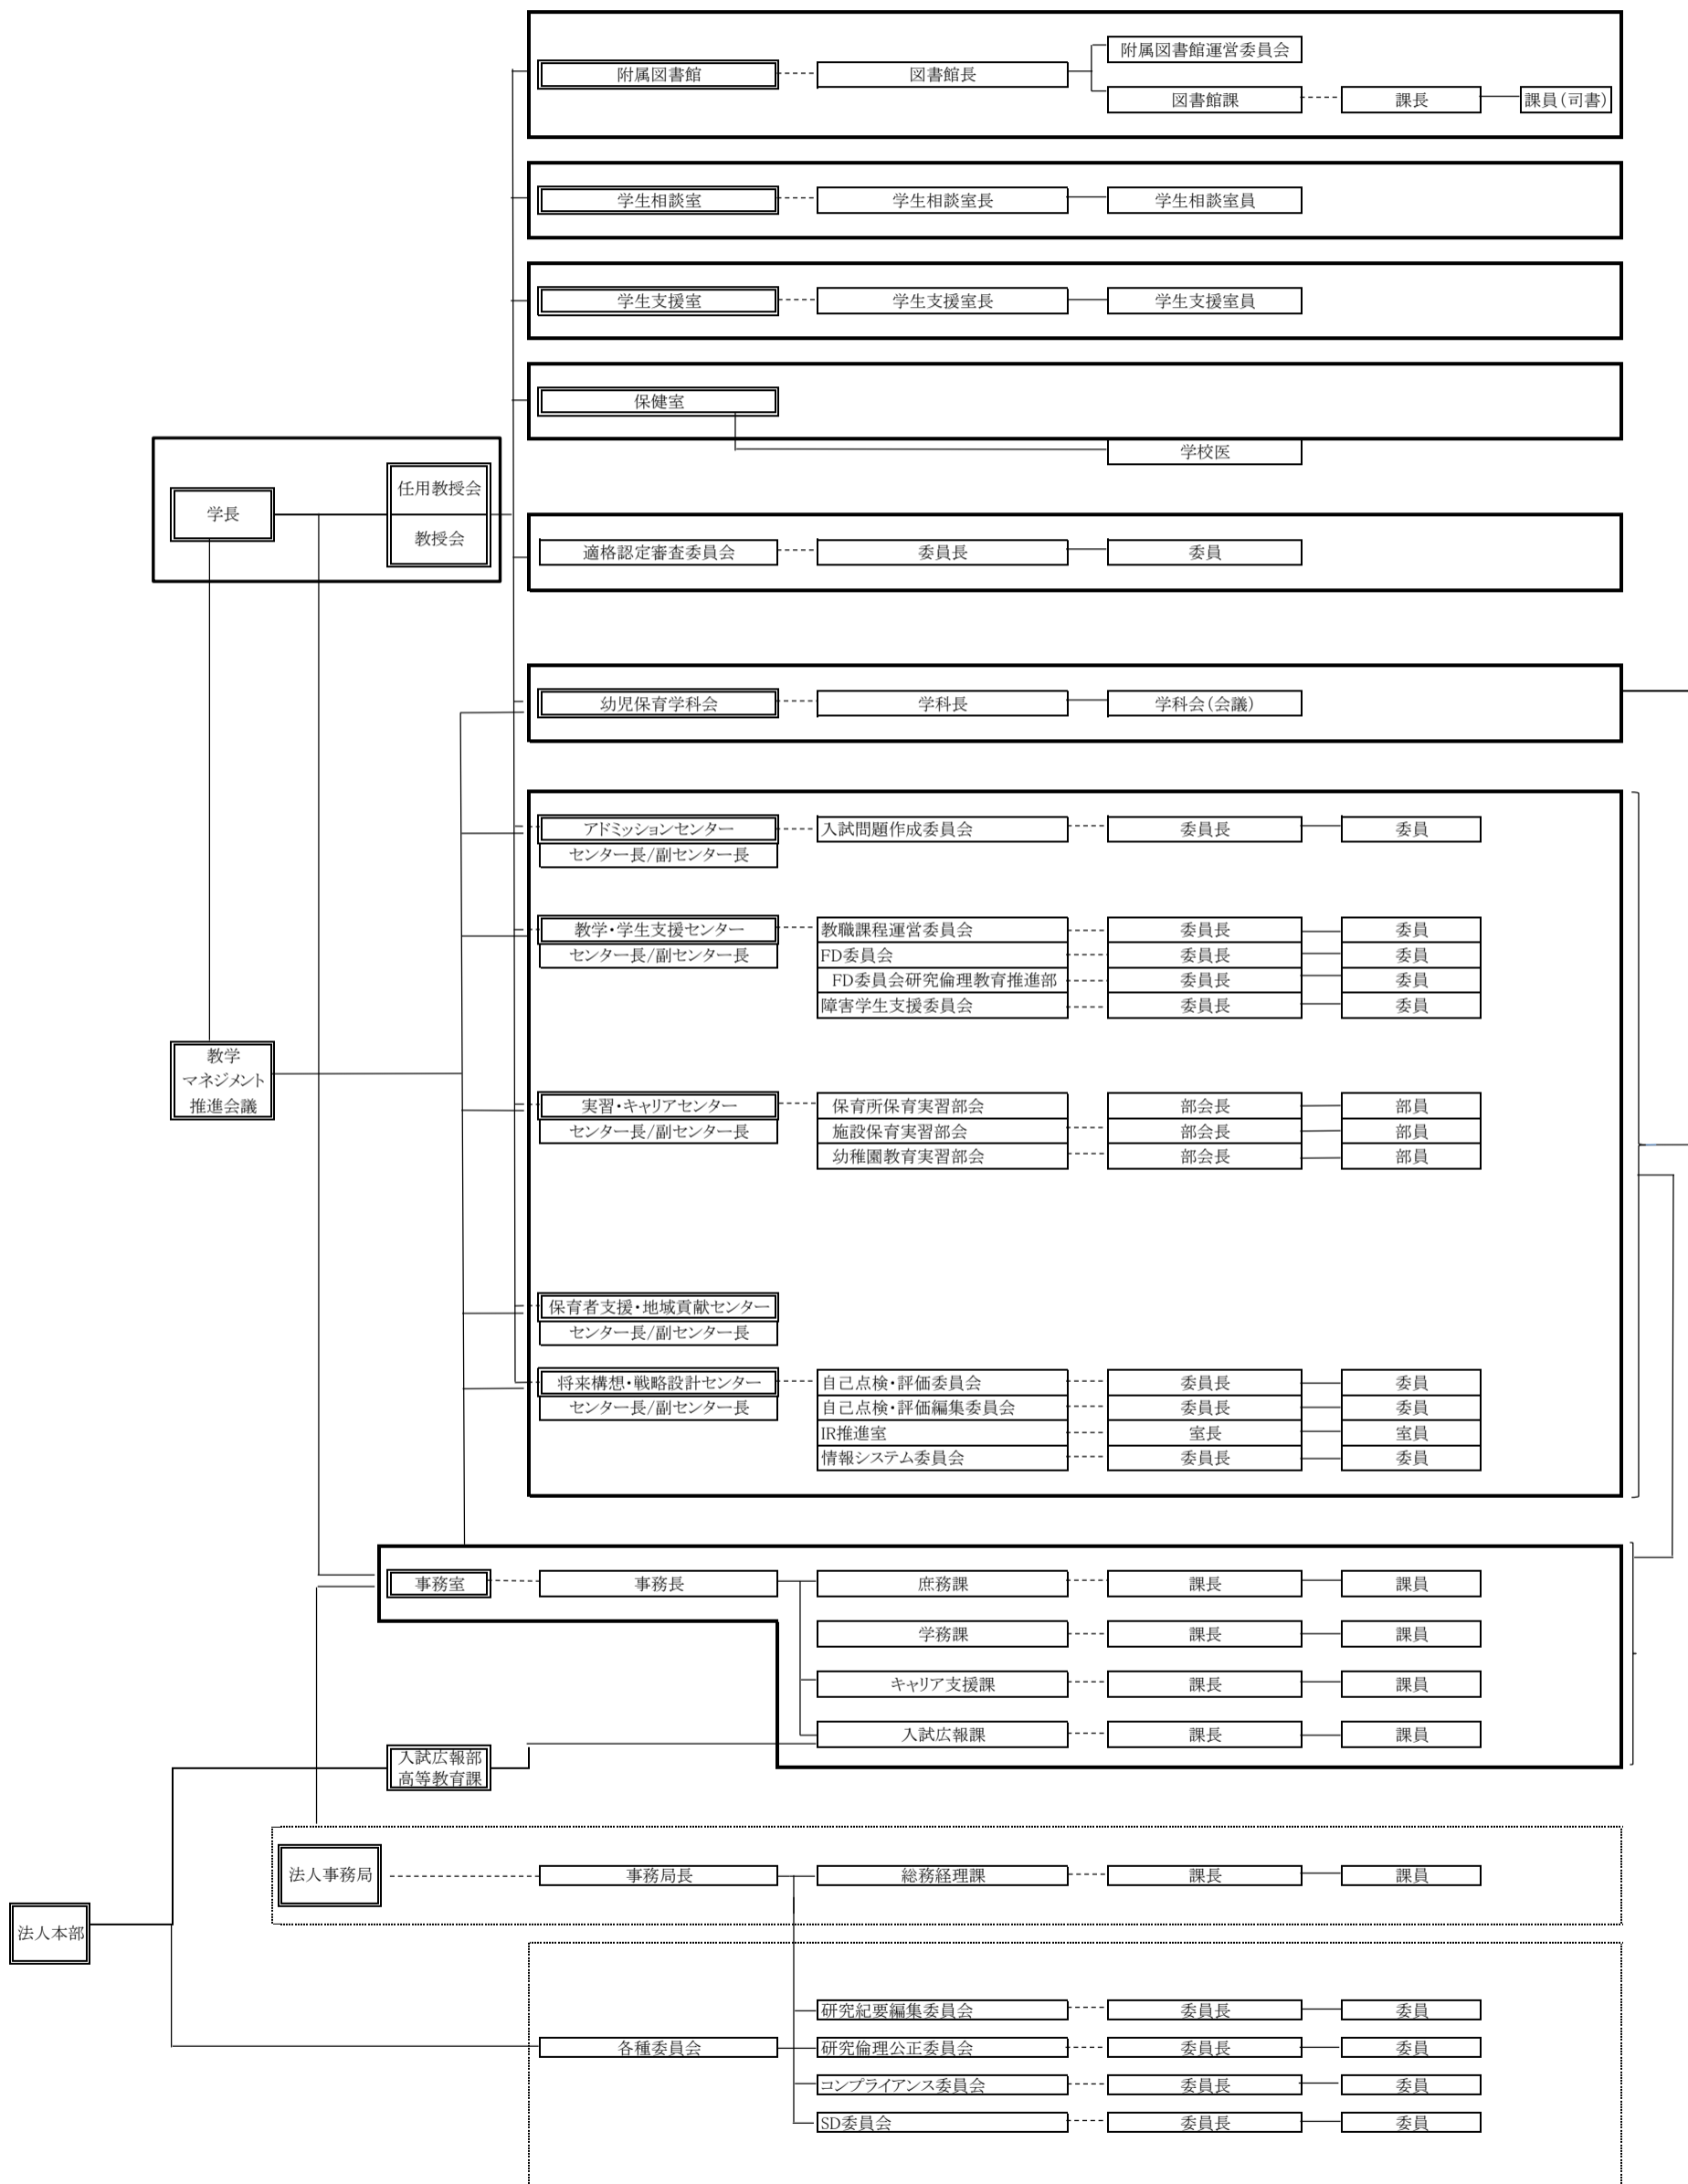 附属図書館運営委員会
附属図書館
図書館長
図書館課
課長
課員(司書)
学生相談室
学生相談室長
学生相談室員
学生支援室
学生支援室長
学生支援室員
保健室
学校医
任用教授会
学長
教授会
適格認定審査委員会
委員長
委員
幼児保育学科会
学科長
学科会(会議)
アドミッションセンター
入試問題作成委員会
委員長
委員
センター長/副センター長
教学・学生支援センター
教職課程運営委員会
委員長
委員
センター長/副センター長
FD委員会
委員長
委員
FD委員会研究倫理教育推進部
委員長
委員
障害学生支援委員会
委員長
委員
教学
マネジメント
推進会議
実習・キャリアセンター
保育所保育実習部会
部会長
部員
センター長/副センター長
施設保育実習部会
部会長
部員
幼稚園教育実習部会
部会長
部員
保育者支援・地域貢献センター
センター長/副センター長
将来構想・戦略設計センター
自己点検・評価委員会
委員長
委員
センター長/副センター長
自己点検・評価編集委員会
委員長
委員
IR推進室
室長
室員
情報システム委員会
委員長
委員
事務室
事務長
庶務課
課長
課員
学務課
課長
課員
キャリア支援課
課長
課員
入試広報課
課長
課員
入試広報部
高等教育課
法人事務局
事務局長
総務経理課
課長
課員
法人本部
研究紀要編集委員会
委員長
委員
各種委員会
研究倫理公正委員会
委員長
委員
コンプライアンス委員会
委員長
委員
SD委員会
委員長
委員